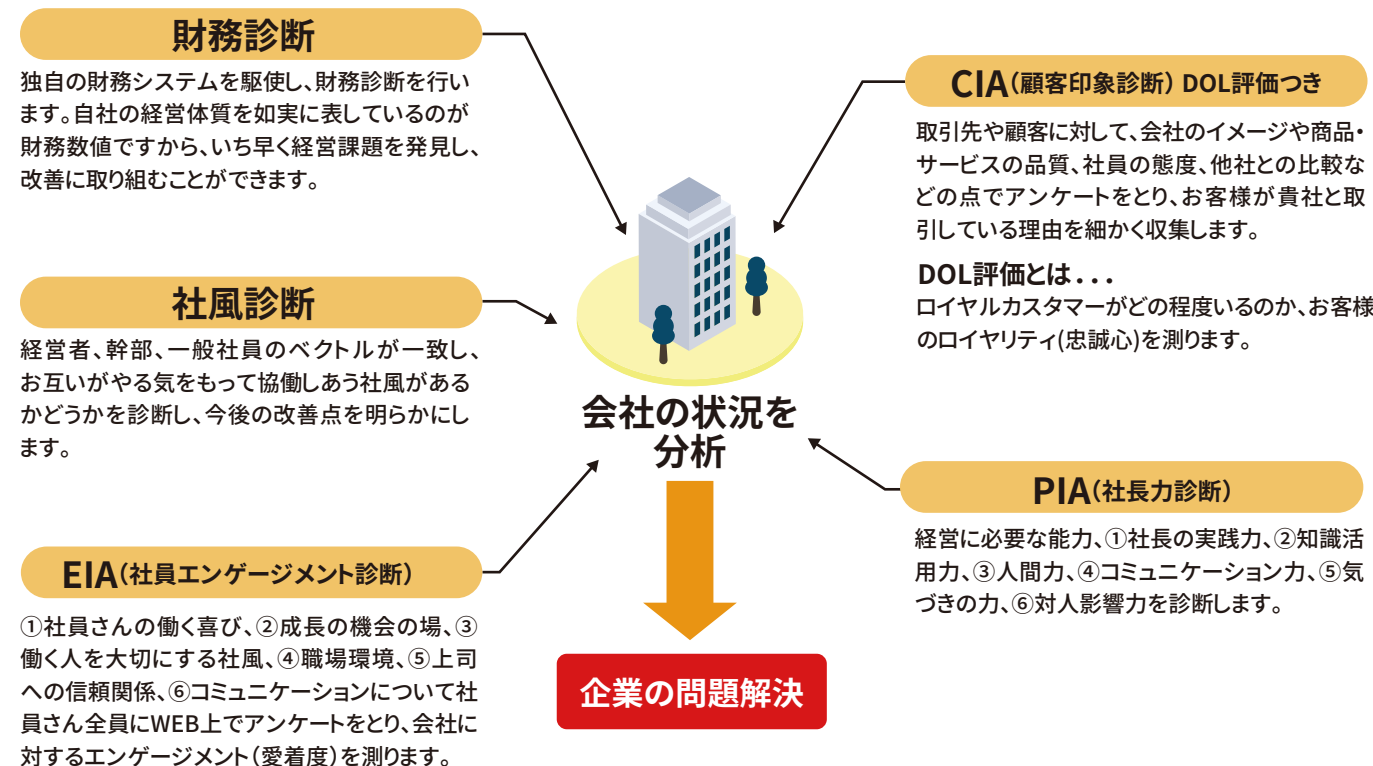 財務診断
独自の財務システムを駆使し、財務診断を行い
ます。自社の経営体質を如実に表しているのが
財務数値ですから、いち早く経営課題を発見し、
改善に取り組むことができます。
社風診断
経営者、幹部、一般社員のベクトルが一致し、
お互いがやる気をもって協働しあう社風がある
かどうかを診断し、今後の改善点を明らかにし
ます。
EIA(社員エンゲージメント診断)
①社員さんの働く喜び、②成長の機会の場、③
働く人を大切にする社風、④職場環境、⑤上司
への信頼関係、⑥コミュニケーションについて社
員さん全員にWEB上でアンケートをとり、会社に
対するエンゲージメント(愛着度)を測ります。
会社の状況を
分析
企業の問題解決
CIA(顧客印象診断) DOL評価つき
取引先や顧客に対して、会社のイメージや商品・
サービスの品質、社員の態度、他社との比較な
どの点でアンケートをとり、お客様が貴社と取
引している理由を細かく収集します。
DOL評価とは...
ロイヤルカスタマーがどの程度いるのか、お客様
のロイヤリティ(忠誠心)を測ります。
PIA(社長力診断)
経営に必要な能力、①社長の実践力、②知識活
用力、③人間力、④コミュニケーション力、⑤気
づきの力、⑥対人影響力を診断します。